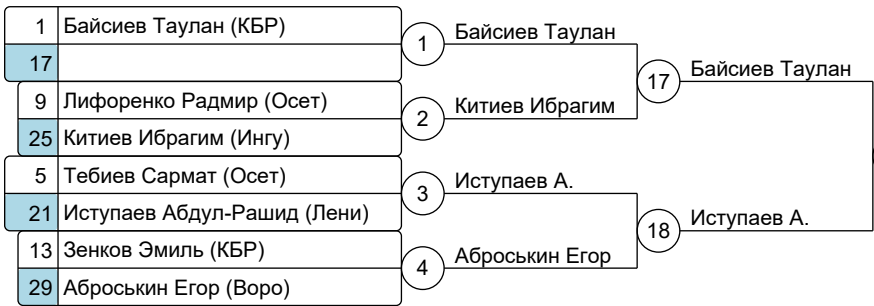 1 Байсиев Таулан (КБР)
17
1 Байсиев Таулан
9 Лифоренко Радмир (Осет)
25 Китиев Ибрагим (Ингу)
2 Китиев Ибрагим
17 Байсиев Таулан
5 Тебиев Сармат (Осет)
21 Иступаев Абдул-Рашид (Лени)
3 Иступаев А.
13 Зенков Эмиль (КБР)
29 Аброськин Егор (Воро)
4 Аброськин Егор
18 Иступаев А.